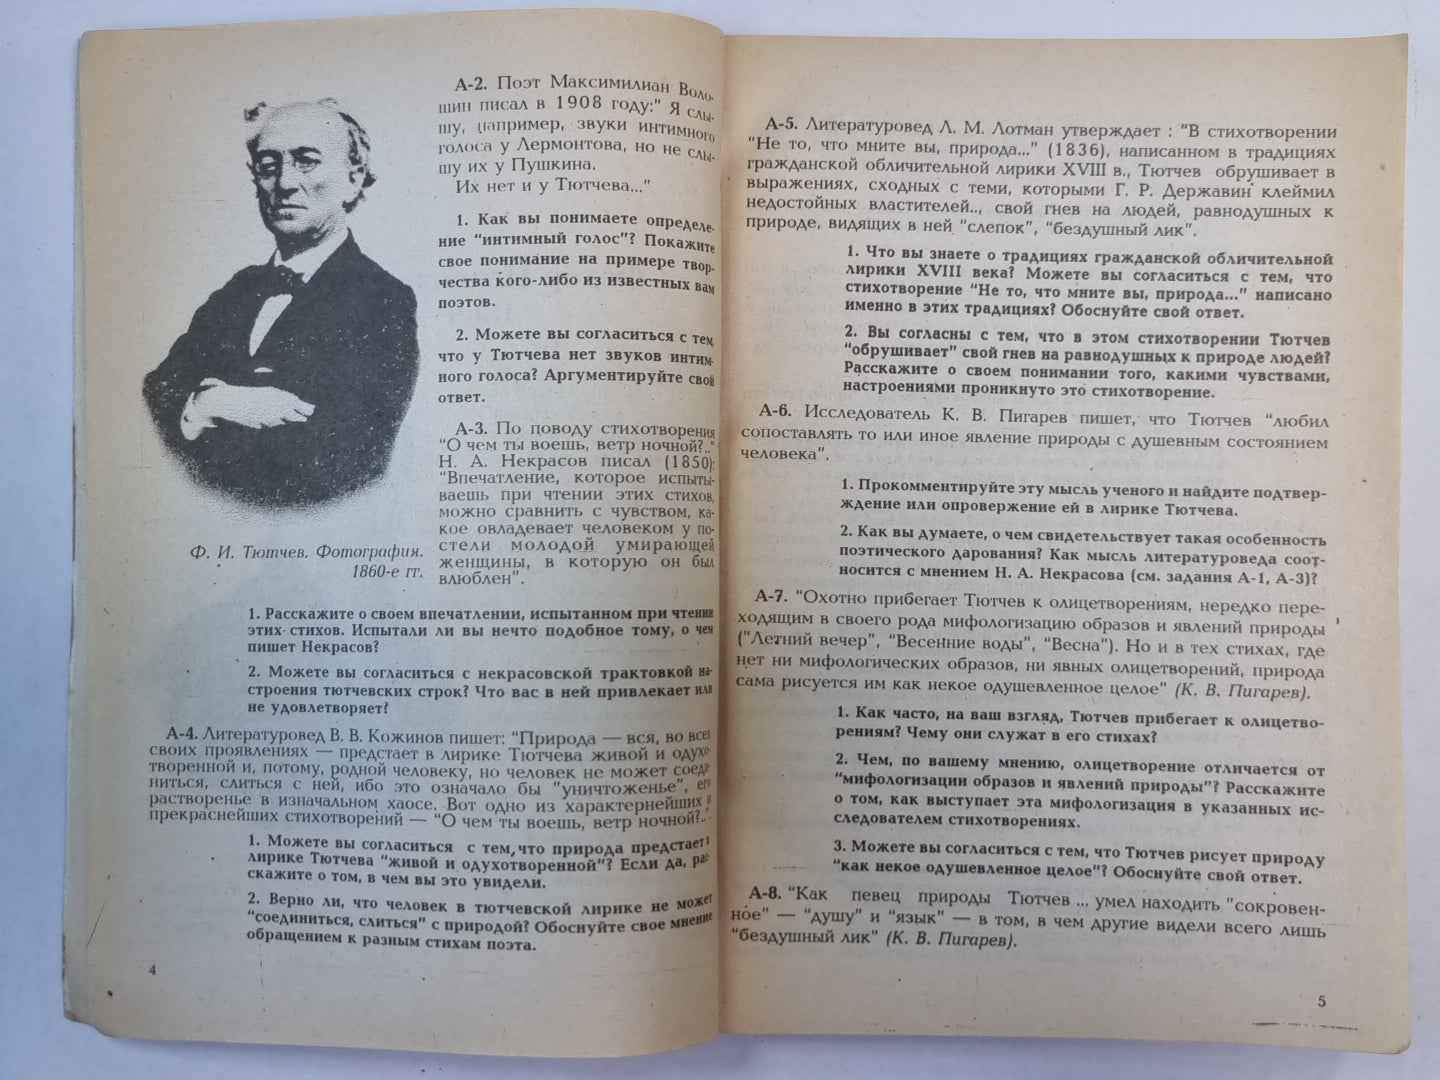 А-2. Поэт Максимилиан Воло-
шин писал в 1908 году:" Я слы-
шу, например, звуки интимного
голоса у Лермонтова, но не слы-
шу их у Пушкина.
Их нет и у Тютчева..."
1. Как вы понимаете определе-
ние "интимный голос"? Покажите
свое понимание на примере твор-
чества кого-либо из известных вам
поэтов.
2. Можете вы согласиться с тем,
что у Тютчева нет звуков интим-
ного голоса? Аргументируйте свой
ответ.
А-3. По поводу стихотворения
"О чем ты воешь, ветр ночной?.."
Н. А. Некрасов писал (1850):
"Впечатление, которое испыты-
ваешь при чтении этих стихов,
можно сравнить с чувством, ка-
кое овладевает человеком у по-
стели молодой умирающей
женщины, в которую он был
влюблен".
Ф. И. Тютчев. Фотография.
1860-е гг.
1. Расскажите о своем впечатлении, испытанном при чтении
этих стихов. Испытали ли вы нечто подобное тому, о чем
пишет Некрасов?
2. Можете вы согласиться с некрасовской трактовкой на-
строения тютчевских строк? Что вас в ней привлекает или
не удовлетворяет?
А-4. Литературовед В. В. Кожинов пишет: "Природа — вся, во всех
своих проявлениях — предстает в лирике Тютчева живой и одухо-
творенной и, потому, родной человеку, но человек не может соеди-
ниться, слиться с ней, ибо это означало бы "уничтоженье", его
растворенье в изначальном хаосе. Вот одно из характернейших и
прекраснейших стихотворений — "О чем ты воешь, ветр ночной?.."
1. Можете вы согласиться с тем, что природа предстает в
лирике Тютчева "живой и одухотворенной"? Если да, рас-
скажите о том, в чем вы это увидели.
2. Верно ли, что человек в тютчевской лирике не может
"соединиться, слиться" с природой? Обоснуйте свое мнение
обращением к разным стихам поэта.
4
А-5. Литературовед Л. М. Лотман утверждает : "В стихотворении
"Не то, что мните вы, природа..." (1836), написанном в традициях
гражданской обличительной лирики XVIII в., Тютчев обрушивает в
выражениях, сходных с теми, которыми Г. Р. Державин клеймил
недостойных властителей.., свой гнев на людей, равнодушных к
природе, видящих в ней "слепок", "бездушный лик".
1. Что вы знаете о традициях гражданской обличительной
лирики XVIII века? Можете вы согласиться с тем, что
стихотворение "Не то, что мните вы, природа..." написано
именно в этих традициях? Обоснуйте свой ответ.
2. Вы согласны с тем, что в этом стихотворении Тютчев
"обрушивает" свой гнев на равнодушнвх к природе людей?
Расскажите о своем понимании того, какими чувствами,
настроениями проникнуто это стихотворение.
А-6. Исследователь К. В. Пигарев пишет, что Тютчев "любил
сопоставлять то или иное явление природы с душевным состоянием
человека".
1. Прокомментируйте эту мысль ученого и найдите подтвер-
ждение или опровержение ей в лирике Тютчева.
2. Как вы думаете, о чем свидетельствует такая особенность
поэтического дарования? Как мысль литературоведа соот-
носится с мнением Н. А. Некрасова (см. задания А-1, А-3)?
А-7. "Охотно прибегает Тютчев к олицетворениям, нередко пере-
ходящим в своего рода мифологизацию образов и явлений природы
("Летний вечер", "Весенние воды", "Весна"). Но и в тех стихах, где
нет ни мифологических образов, ни явных олицетворений, природа
сама рисуется им как некое одушевленное целое" (К. В. Пигарев).
1. Как часто, на ваш взгляд, Тютчев прибегает к олицетво-
рениям? Чему они служат в его стихах?
2. Чем, по вашему мнению, олицетворение отличается от
"мифологизации образов и явлений природы"? Расскажите
о том, как выступает эта мифологизация в указанных ис-
следователем стихотворениях.
3. Можете вы согласиться с тем, что Тютчев рисует природу
"как некое одушевленное целое"? Обоснуйте свой ответ.
А-8. "Как певец природы Тютчев ... умел находить "сокровен-
ное" — "душу" и "язык" — в том, в чем другие видели всего лишь
"бездушный лик" (К. В. Пигарев).
5